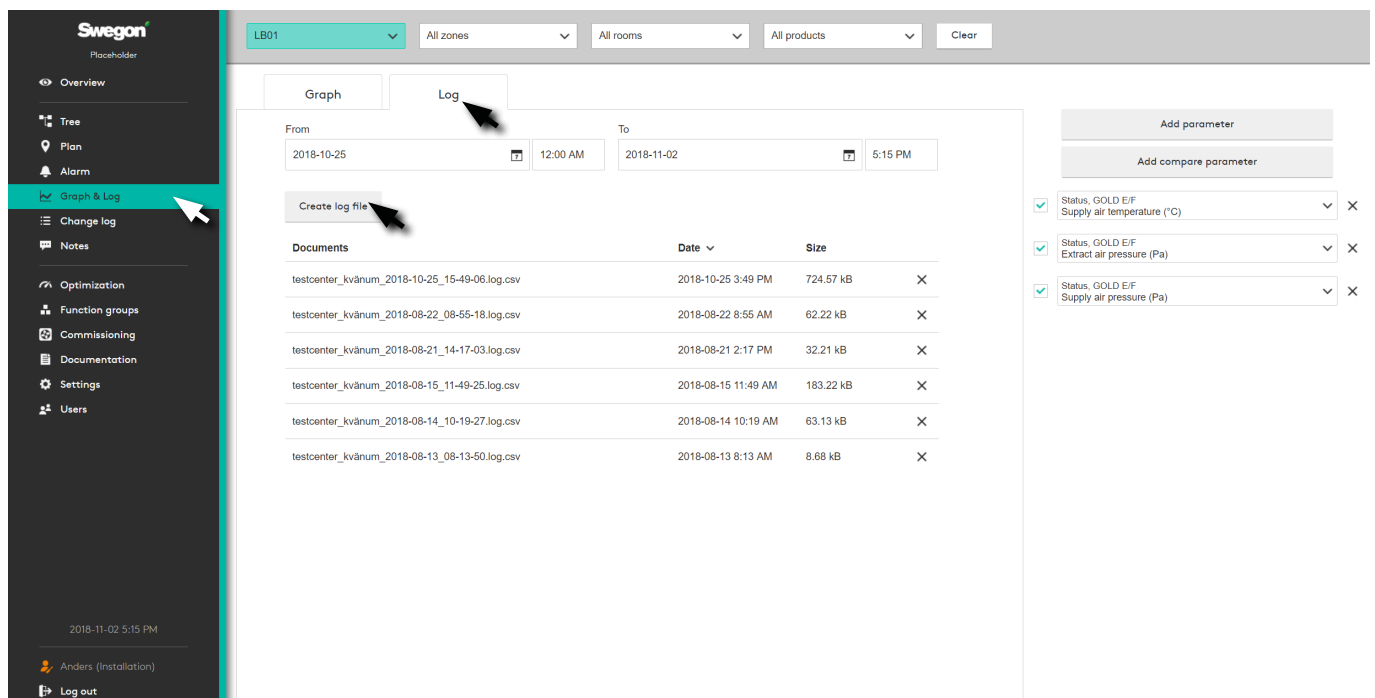 Swegon
Placeholder
Overview
Tree
Plan
Alarm
Graph & Log
Change log
Notes
Optimization
Function groups
Commissioning
Documentation
Settings
Users
2018-11-02 5:15 PM
Anders (Installation)
Log out
LB01 All zones All rooms All products Clear
Graph Log
From To
2018-10-25 7 12:00 AM 2018-11-02 7 5:15 PM
Create log file
Documents Date Size
testcenter_kvänum_2018-10-25_15-49-06.log.csv 2018-10-25 3:49 PM 724.57 kB
testcenter_kvänum_2018-08-22_08-55-18.log.csv 2018-08-22 8:55 AM 62.22 kB
testcenter_kvänum_2018-08-21_14-17-03.log.csv 2018-08-21 2:17 PM 32.21 kB
testcenter_kvänum_2018-08-15_11-49-25.log.csv 2018-08-15 11:49 AM 183.22 kB
testcenter_kvänum_2018-08-14_10-19-27.log.csv 2018-08-14 10:19 AM 63.13 kB
testcenter_kvänum_2018-08-13_08-13-50.log.csv 2018-08-13 8:13 AM 8.68 kB
Add parameter
Add compare parameter
Status, GOLD E/F
Supply air temperature (°C)
Status, GOLD E/F
Extract air pressure (Pa)
Status, GOLD E/F
Supply air pressure (Pa)